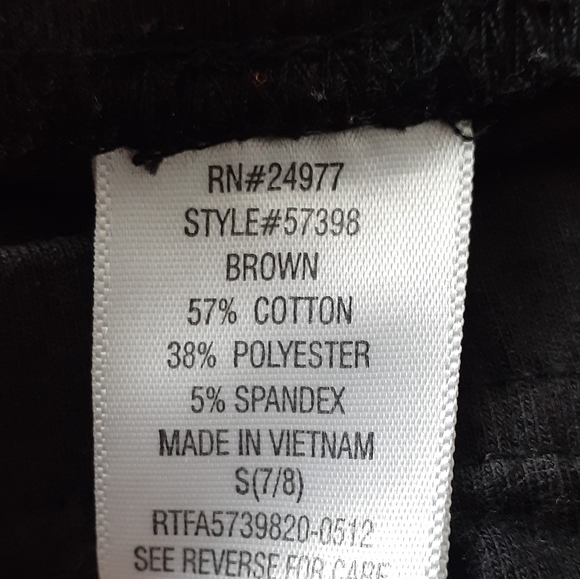 RN#24977
STYLE#57398
BROWN
57% COTTON
38% POLYESTER
5% SPANDEX
MADE IN VIETNAM
S(7/8)
RTFA5739820-0512
SEE REVERSE FOR CARE